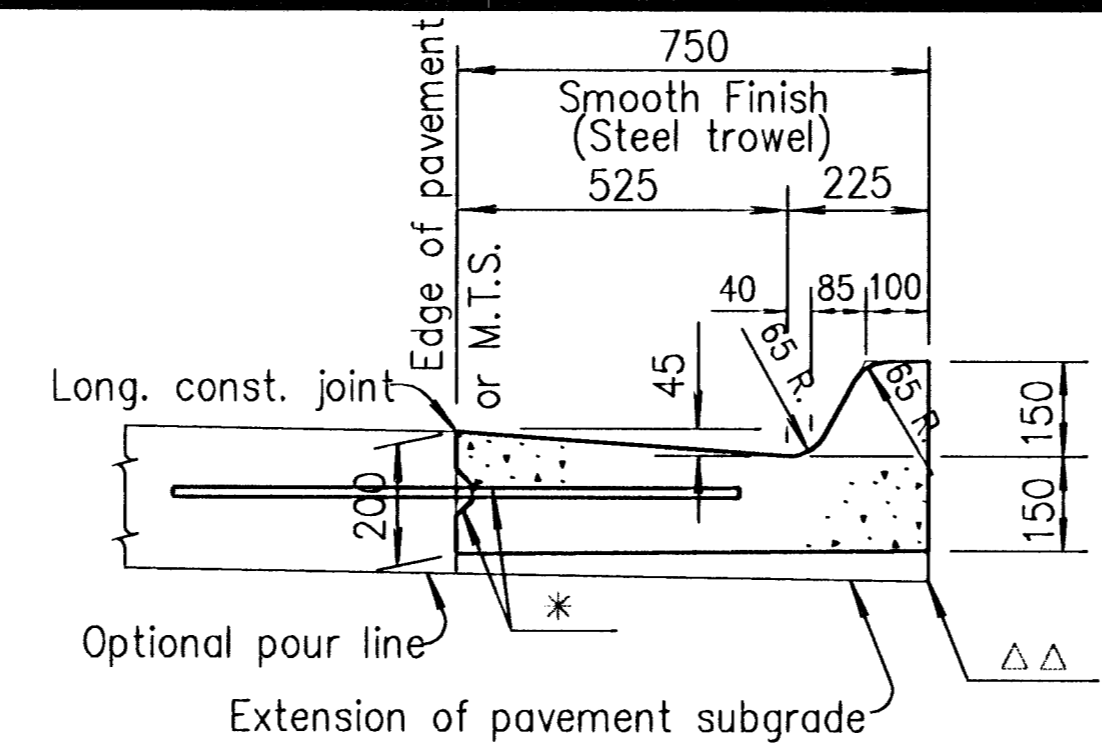 750
Smooth Finish
(Steel trowel)
525
225
Edge of pavement
or M.T.S.
40
85
100
65 R.
65 R.
45
Long. const. joint
200
150
150
*
Optional pour line
△ △
Extension of pavement subgrade